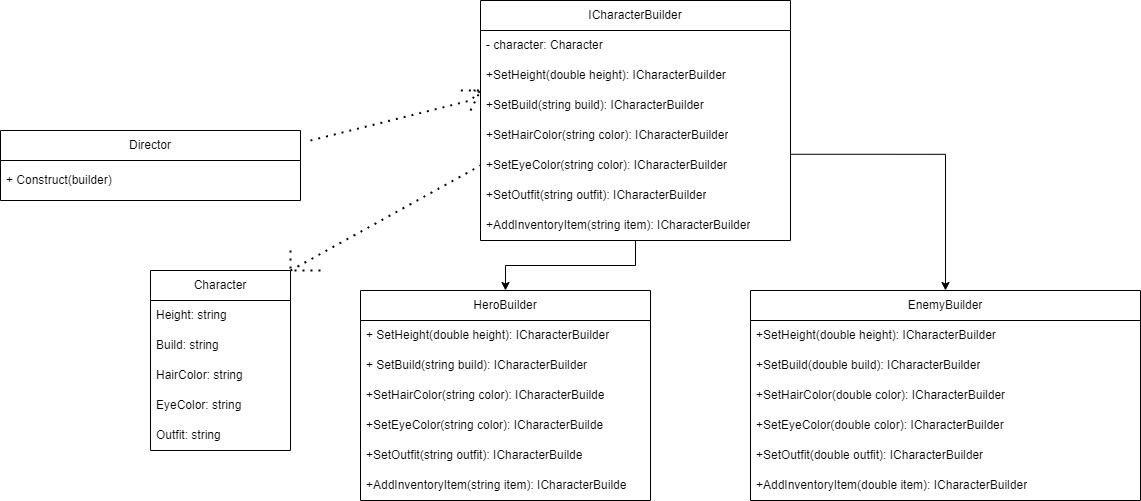 ICharacterBuilder
- character: Character
+SetHeight(double height): ICharacterBuilder
+SetBuild(string build): ICharacterBuilder
+SetHairColor(string color): ICharacterBuilder
+SetEyeColor(string color): ICharacterBuilder
+SetOutfit(string outfit): ICharacterBuilder
+AddInventoryItem(string item): ICharacterBuilder
Director
+ Construct(builder)
Character
Height: string
Build: string
HairColor: string
EyeColor: string
Outfit: string
HeroBuilder
+ SetHeight(double height): ICharacterBuilder
+ SetBuild(string build): ICharacterBuilder
+SetHairColor(string color): ICharacterBuilde
+SetEyeColor(string color): ICharacterBuilde
+SetOutfit(string outfit): ICharacterBuilde
+AddInventoryItem(string item): ICharacterBuilde
EnemyBuilder
+SetHeight(double height): ICharacterBuilder
+SetBuild(double build): ICharacterBuilder
+SetHairColor(double color): ICharacterBuilder
+SetEyeColor(double color): ICharacterBuilder
+SetOutfit(double outfit): ICharacterBuilder
+AddInventoryItem(double item): ICharacterBuilder